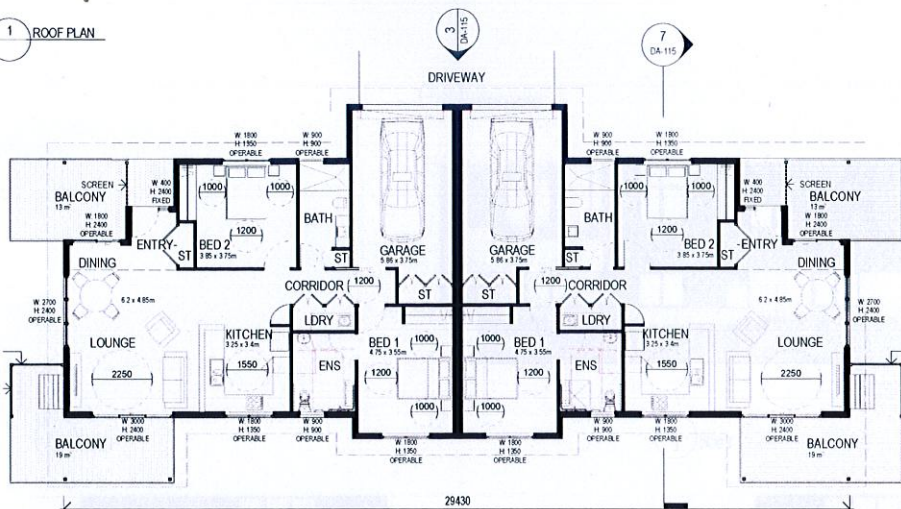 1 ROOF PLAN
3
DA-115
7
DA-115
DRIVEWAY
W 1800
H: 1350
OPERABLE
W 900
H: 900
OPERABLE
W 900
H: 900
OPERABLE
W 1800
H: 1350
OPERABLE
SCREEN
BALCONY
13 m²
W 400
H: 2400
FIXED
W 1800
H: 2400
OPERABLE
1000
1000
1200
BED 2
3.85 x 3.75m
BATH
ST
ENTRY
ST
GARAGE
5.86 x 3.75m
GARAGE
5.86 x 3.75m
BATH
ST
1000
1000
1200
BED 2
3.85 x 3.75m
ST
ENTRY
W 400
H: 2400
FIXED
SCREEN
BALCONY
13 m²
W 1800
H: 2400
OPERABLE
DINING
6.2 x 4.85m
CORRIDOR
1200
ST
ST
1200
CORRIDOR
DINING
6.2 x 4.85m
W 2700
H: 2400
OPERABLE
LOUNGE
2250
KITCHEN
3.25 x 3.4m
1550
LDRY
ENS
BED 1
4.75 x 3.55m
1200
1000
1000
BED 1
4.75 x 3.55m
1200
1000
1000
LDRY
ENS
KITCHEN
3.25 x 3.4m
1550
LOUNGE
2250
W 2700
H: 2400
OPERABLE
BALCONY
19 m²
W 3000
H: 2400
OPERABLE
W 1800
H: 1350
OPERABLE
W 900
H: 900
OPERABLE
W 1800
H: 1350
OPERABLE
W 1800
H: 1350
OPERABLE
W 900
H: 900
OPERABLE
W 1800
H: 1350
OPERABLE
W 3000
H: 2400
OPERABLE
BALCONY
19 m²
29430